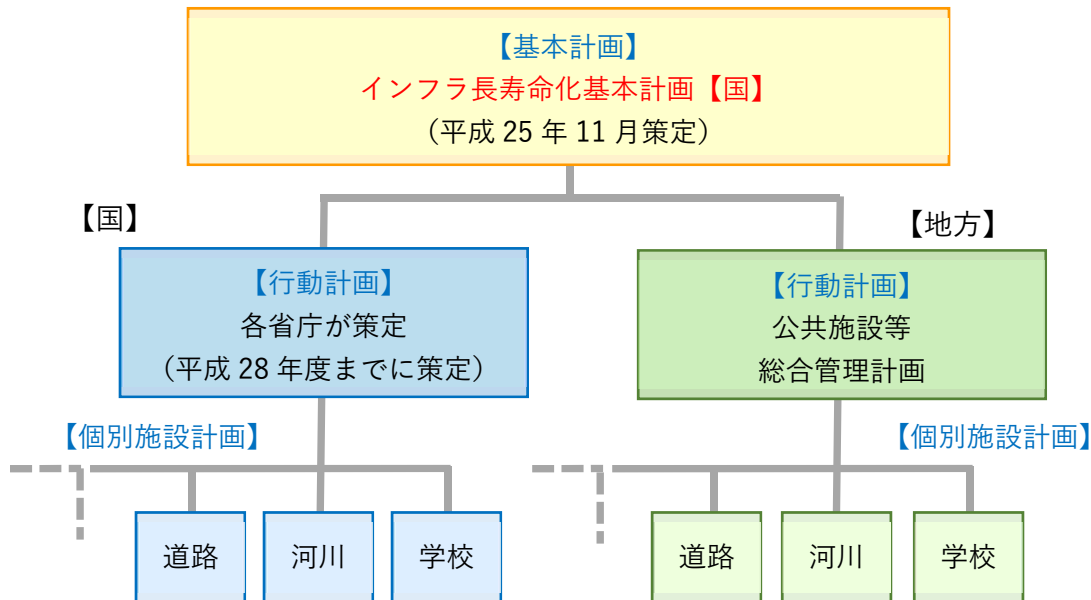 【基本計画】
インフラ長寿命化基本計画【国】
（平成 25 年 11 月策定）
【国】
【地方】
【行動計画】
各省庁が策定
（平成 28 年度までに策定）
【行動計画】
公共施設等
総合管理計画
【個別施設計画】
【個別施設計画】
道路
河川
学校
道路
河川
学校